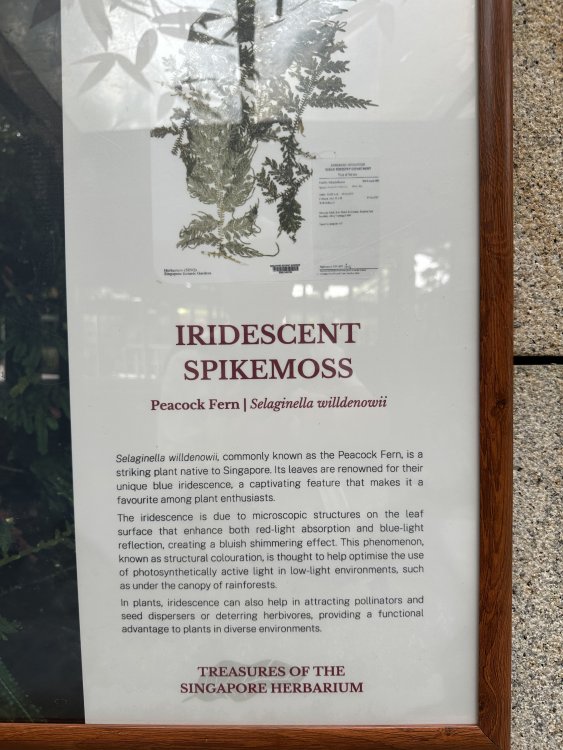 Herbarium (SING)
Singapore Botanic Gardens
IRIDESCENT
SPIKEMOSS
Peacock Fern | Selaginella willdenowii
Selaginella willdenowii, commonly known as the Peacock Fern, is a
striking plant native to Singapore. Its leaves are renowned for their
unique blue iridescence, a captivating feature that makes it a
favourite among plant enthusiasts.
The iridescence is due to microscopic structures on the leaf
surface that enhance both red-light absorption and blue-light
reflection, creating a bluish shimmering effect. This phenomenon,
known as structural colouration, is thought to help optimise the use
of photosynthetically active light in low-light environments, such
as under the canopy of rainforests.
In plants, iridescence can also help in attracting pollinators and
seed dispersers or deterring herbivores, providing a functional
advantage to plants in diverse environments.
TREASURES OF THE
SINGAPORE HERBARIUM